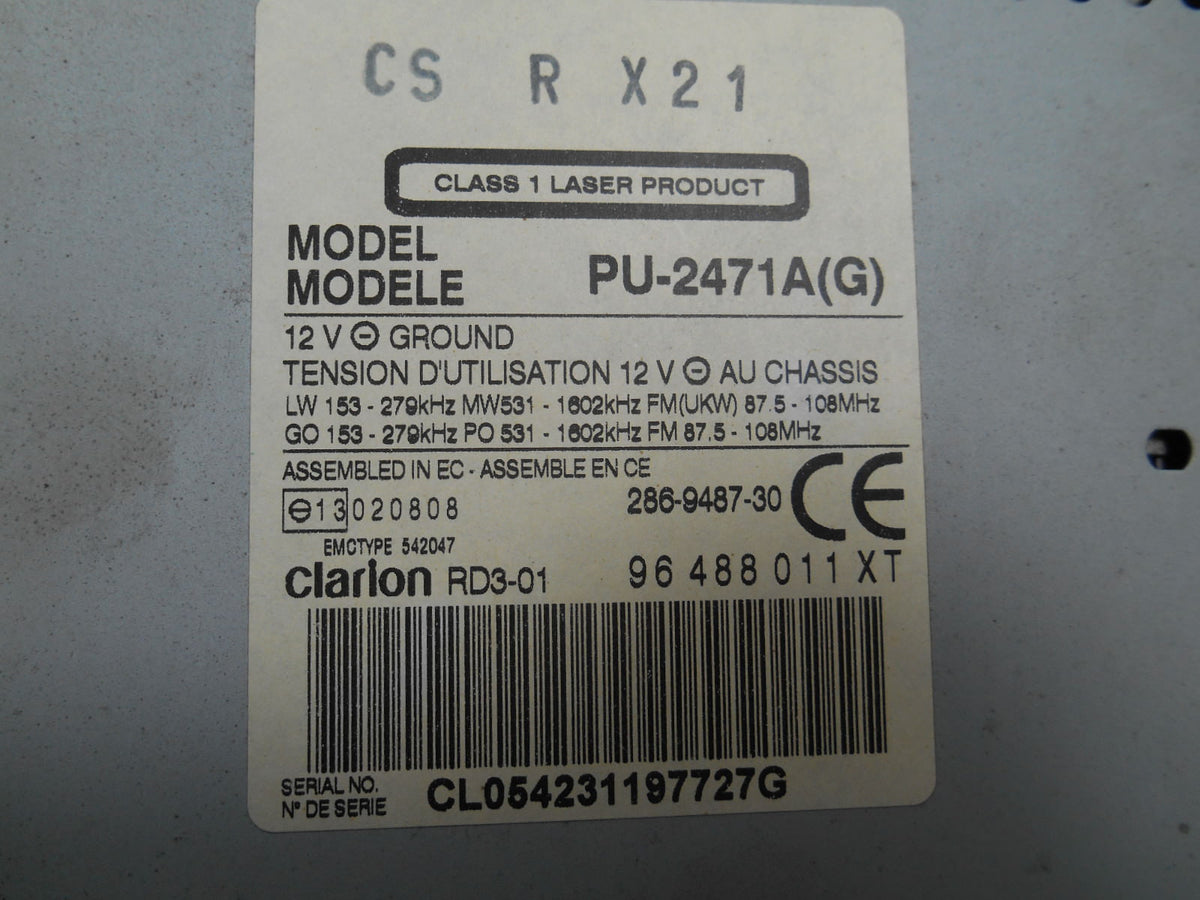 CS R X21
CLASS 1 LASER PRODUCT
MODEL
MODELE PU-2471A(G)
12 V ⊖ GROUND
TENSION D'UTILISATION 12 V ⊖ AU CHASSIS
LW 153 - 279kHz MW531 - 1602kHz FM(UKW) 87.5 - 108MHz
GO 153 - 279kHz PO 531 - 1602kHz FM 87.5 - 108MHz
ASSEMBLED IN EC - ASSEMBLE EN CE
⊖13020808 286-9487-30 CE
EMCTYPE 542047
clarion RD3-01 96 488 011 XT
SERIAL NO.
N° DE SERIE CL054231197727G